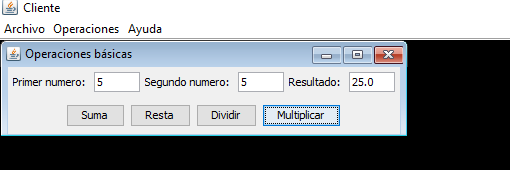 Cliente
Archivo Operaciones Ayuda
Operaciones básicas
Primer numero: 5 Segundo numero: 5 Resultado: 25.0
Suma Resta Dividir Multiplicar